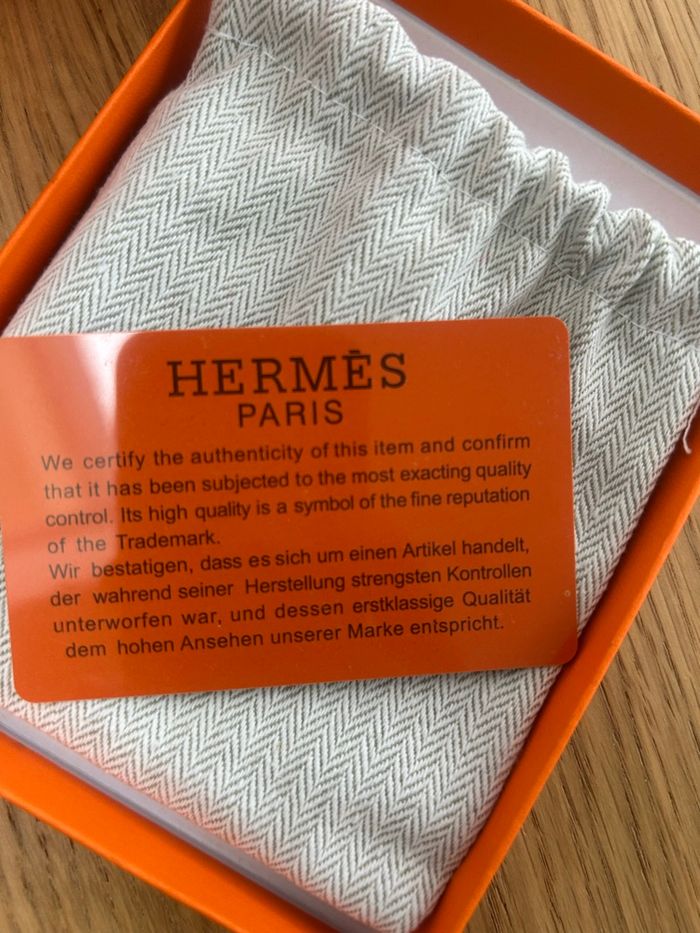 HERMÈS
PARIS
We certify the authenticity of this item and confirm
that it has been subjected to the most exacting quality
control. Its high quality is a symbol of the fine reputation
of the Trademark.
Wir bestatigen, dass es sich um einen Artikel handelt,
der wahrend seiner Herstellung strengsten Kontrollen
unterworfen war, und dessen erstklassige Qualität
dem hohen Ansehen unserer Marke entspricht.